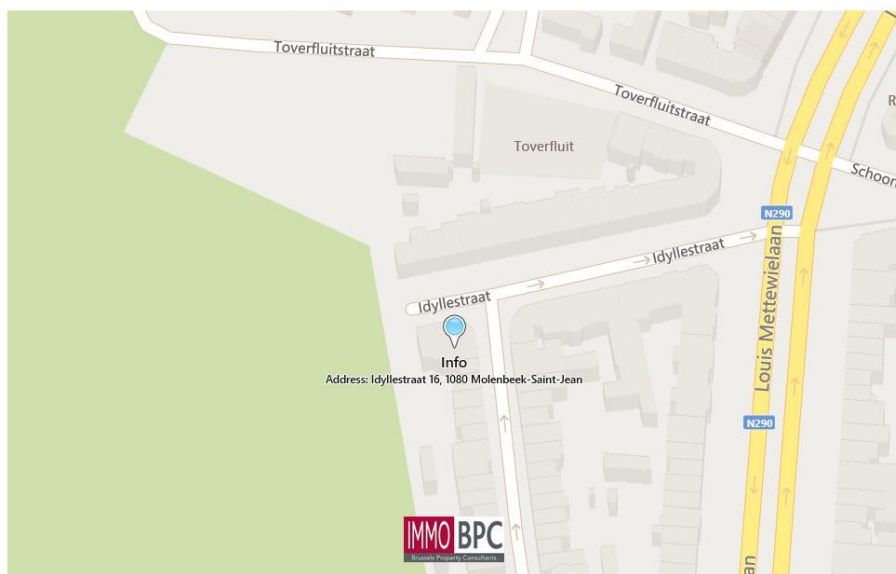 Toverfluitstraat
Toverfluitstraat
Toverfluit
R
Schoon
N290
Idyllestraat
Idyllestraat
Louis Mettewielaan
Info
Address: Idyllestraat 16, 1080 Molenbeek-Saint-Jean
N290
an
IMMO BPC
Brussels Property Consultants